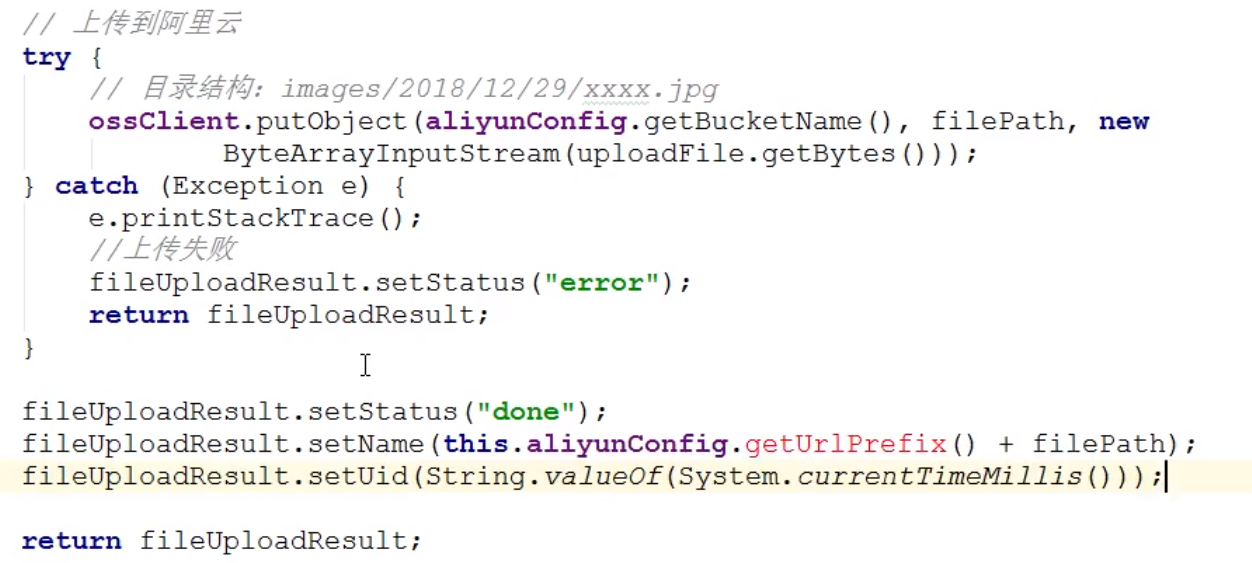 // 上传到阿里云
try {
// 目录结构：images/2018/12/29/xxxx.jpg
ossClient.putObject(aliyunConfig.getBucketName(), filePath, new
ByteArrayInputStream(uploadFile.getBytes()));
} catch (Exception e) {
e.printStackTrace();
//上传失败
fileUploadResult.setStatus("error");
return fileUploadResult;
}
fileUploadResult.setStatus("done");
fileUploadResult.setName(this.aliyunConfig.getUrlPrefix() + filePath);
fileUploadResult.setUid(String.valueOf(System.currentTimeMillis()));
return fileUploadResult;